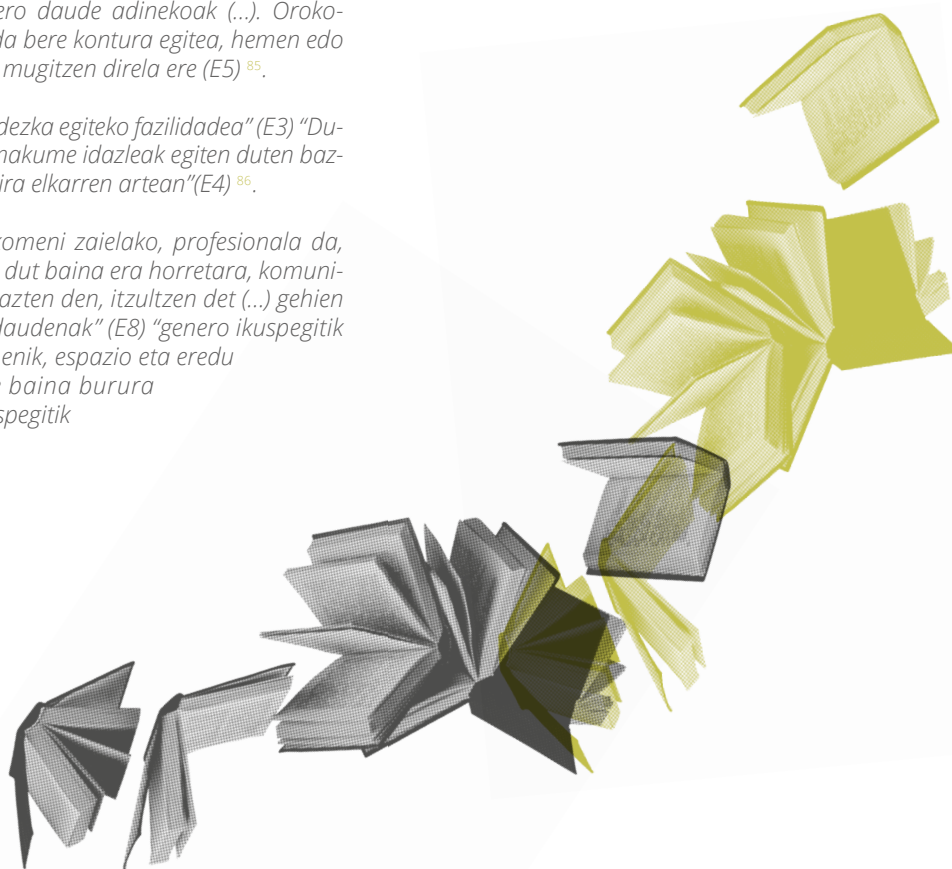 ero daude adinekoak (...). Oroko-
da bere kontura egitea, hemen edo
mugitzen direla ere (E5) 85.
dezka egiteko fazilidadea” (E3) “Du-
makume idazleak egiten duten baz-
ira elkarren artean”(E4) 86.
komeni zaielako, profesionala da,
dut baina era horretara, komuni-
azten den, itzultzen det (...) gehien
daudenak” (E8) “genero ikuspegitik
enik, espazio eta eredu
baina burura
spegitik